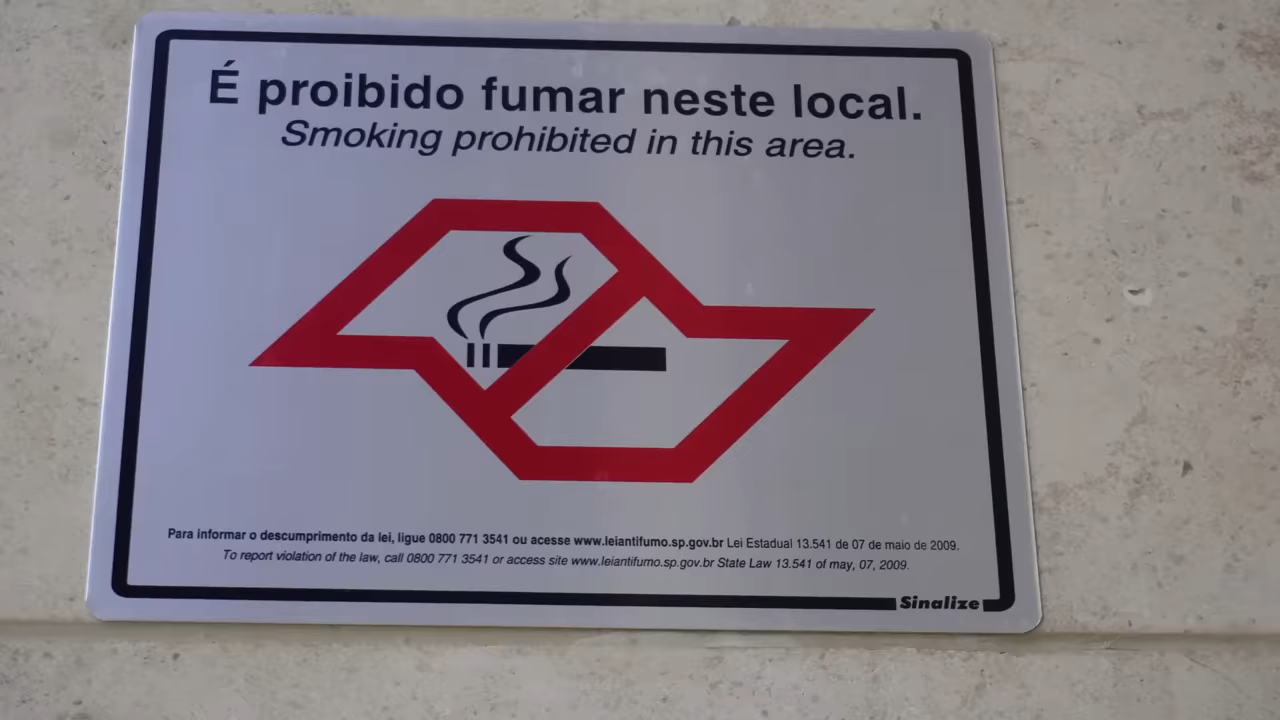 É proibido fumar neste local.
Smoking prohibited in this area.
Para informar o descumprimento da lei, ligue 0800 771 3541 ou acesse www.leiantifumo.sp.gov.br Lei Estadual 13.541 de 07 de maio de 2009.
To report violation of the law, call 0800 771 3541 or access site www.leiantifumo.sp.gov.br State Law 13.541 of may, 07, 2009.
Sinalize